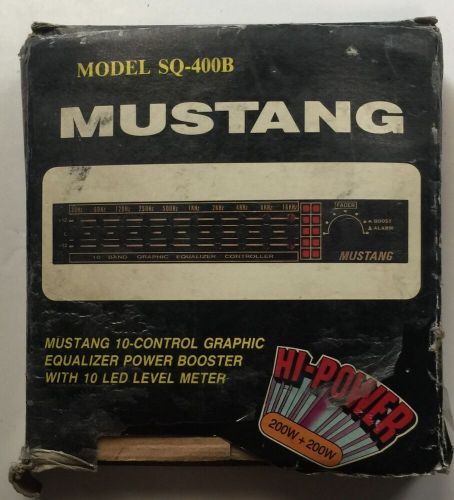 MODEL SQ-400B
MUSTANG
30Hz 60Hz 120Hz 250Hz 500Hz 1KHz 2KHz 4KHz 8KHz 16KHz
FADER
BOOST
ALARM
10 BAND GRAPHIC EQUALIZER CONTROLLER
MUSTANG
MUSTANG 10-CONTROL GRAPHIC
EQUALIZER POWER BOOSTER
WITH 10 LED LEVEL METER
HI-POWER
200W + 200W